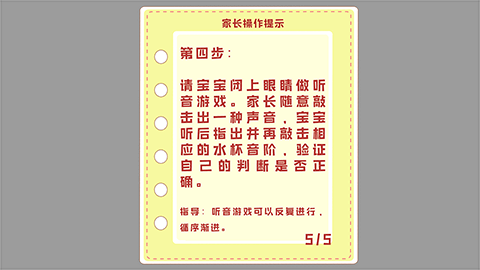 家长操作提示
第四步：
请宝宝闭上眼睛做听
音游戏。家长随意敲
击出一种声音，宝宝
听后指出并再敲击相
应的水杯音阶，验证
自己的判断是否正
确。
指导：听音游戏可以反复进行，
循序渐进。
5/5